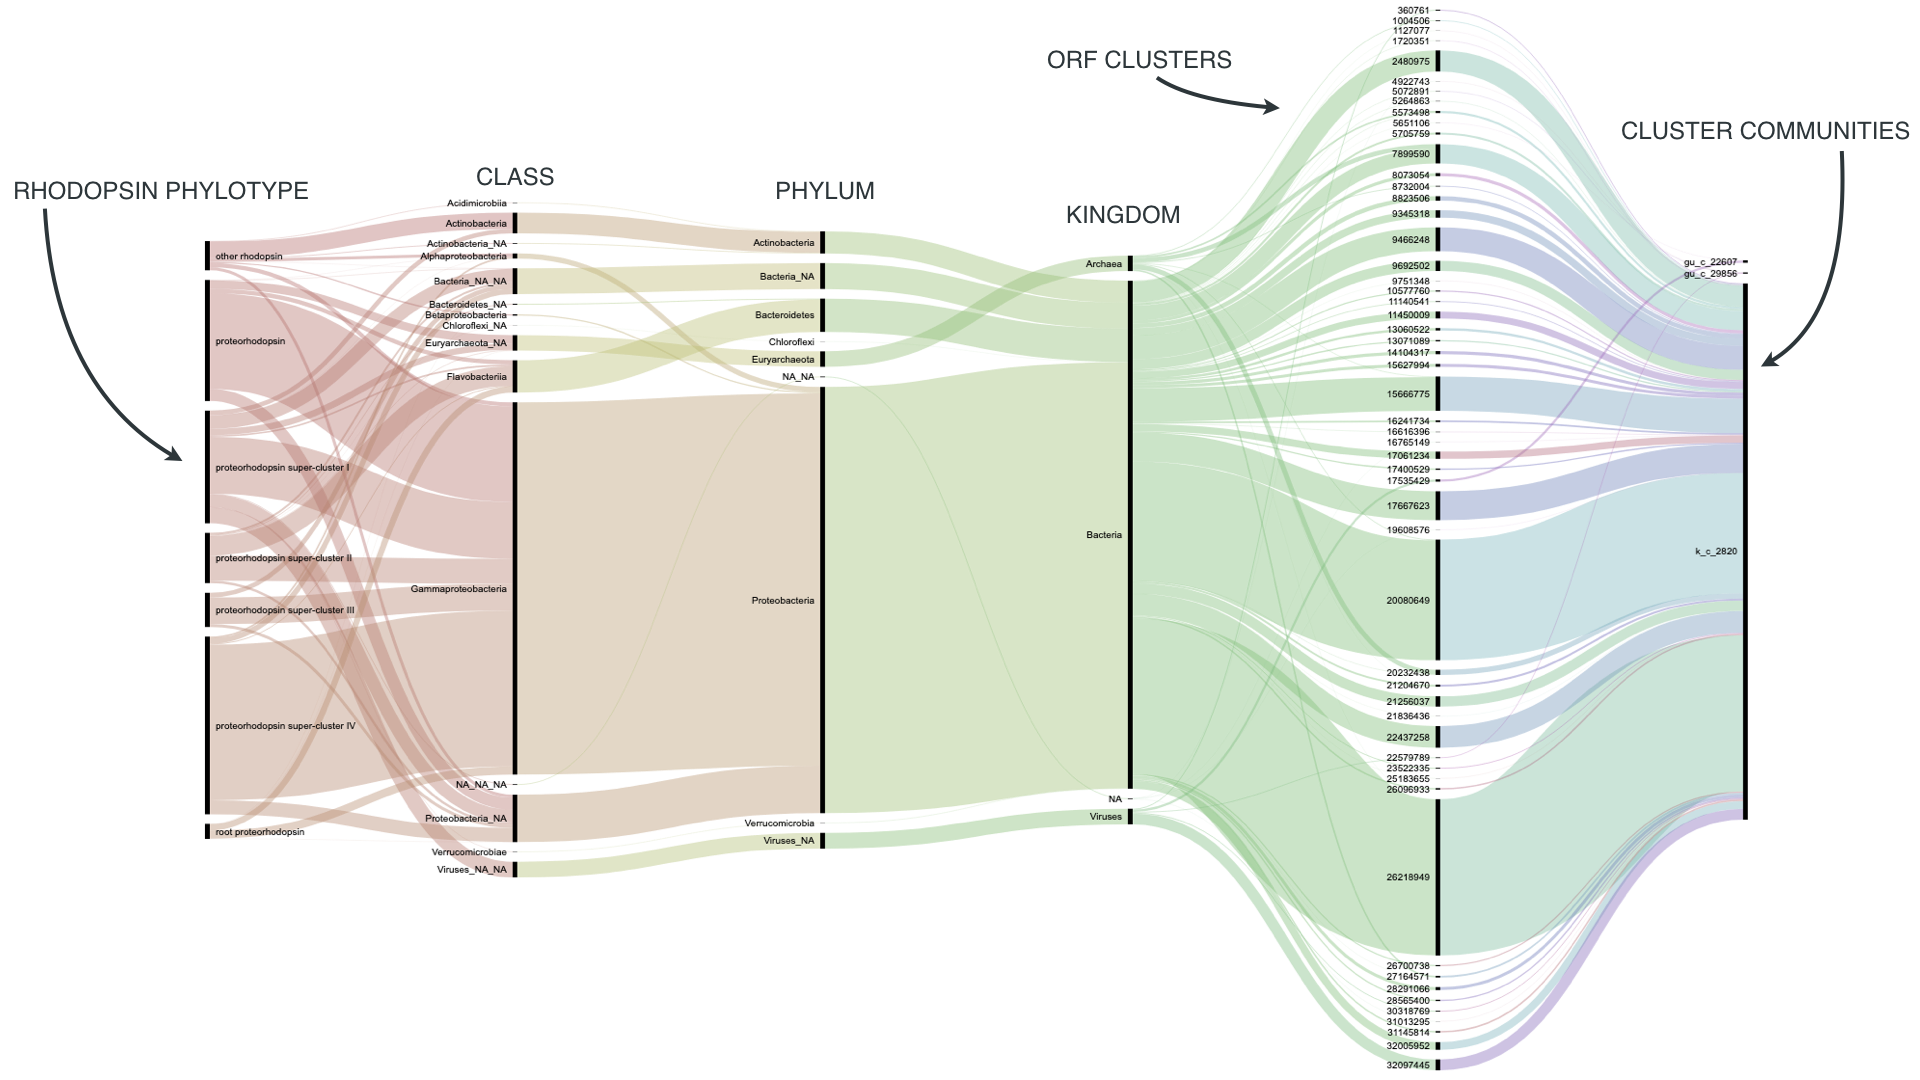 RHODOPSIN PHYLOTYPE
other rhodopsin
proteorhodopsin
proteorhodopsin super-cluster I
proteorhodopsin super-cluster II
proteorhodopsin super-cluster III
proteorhodopsin super-cluster IV
root proteorhodopsin
CLASS
Acidimicrobiia
Actinobacteria
Actinobacteria_NA
Alphaproteobacteria
Bacteria_NA_NA
Bacteroidetes_NA
Betaproteobacteria
Chloroflexi_NA
Euryarchaeota_NA
Flavobacteriia
Gammaproteobacteria
NA_NA_NA
Proteobacteria_NA
Verrucomicrobiae
Viruses_NA_NA
PHYLUM
Actinobacteria
Bacteria_NA
Bacteroidetes
Chloroflexi
Euryarchaeota
NA_NA
Proteobacteria
Verrucomicrobia
Viruses_NA
KINGDOM
Archaea
Bacteria
NA
Viruses
ORF CLUSTERS
360761
1004506
1127077
1720351
2480975
4922743
5072891
5264863
5573498
5651106
5705759
7899590
8073054
8732004
8823506
9345318
9466248
9692502
9751348
10577760
11140541
11450009
13060522
13071089
14104317
15627994
15666775
16241734
16616396
16765149
17061234
17400529
17535429
17667623
19608576
20080649
20232438
21204670
21256037
21836436
22437258
22579789
23522335
25183655
26096933
26218949
26700738
27164571
28291066
28565400
30318769
31013295
31145814
32005952
32097445
CLUSTER COMMUNITIES
gu_c_22607
gu_c_29856
k_c_2820